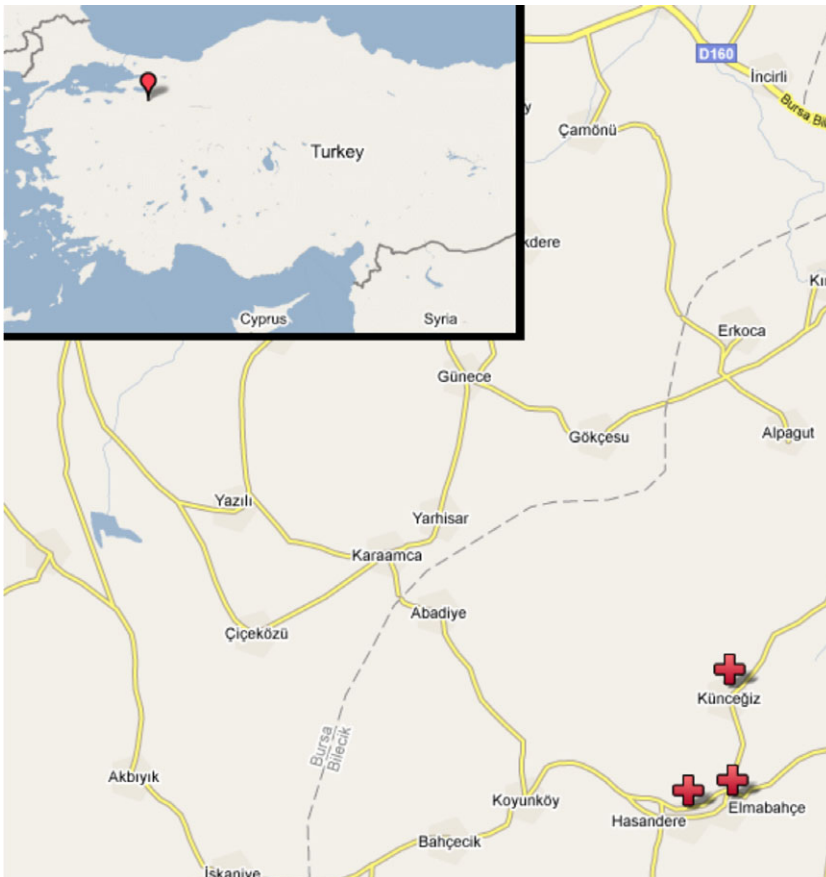 Turkey
Cyprus
Syria
D160
İncirli
Bursa Bil
y
Çamönü
kdere
Kır
Erkoca
Günece
Gökçesu
Alpagut
Yazılı
Yarhisar
Karaamca
Çiçeközü
Abadiye
Künceğiz
Bursa
Bilecik
Akbıyık
Koyunköy
Elmabahçe
Hasandere
Bahçecik
İskaniye